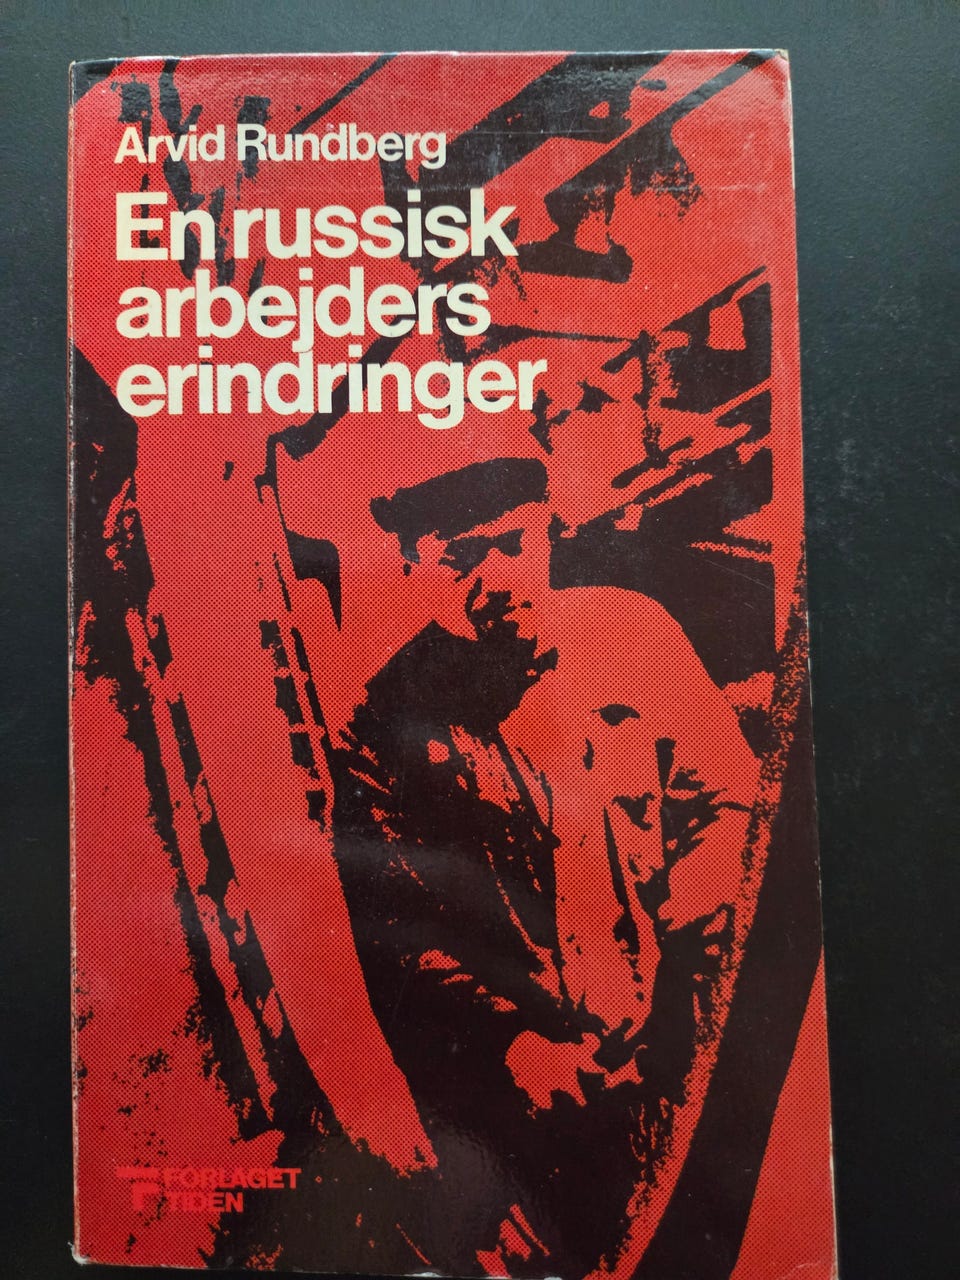 Arvid Rundberg
En russisk
arbejders
erindringer
FORLAGET
TIDEN